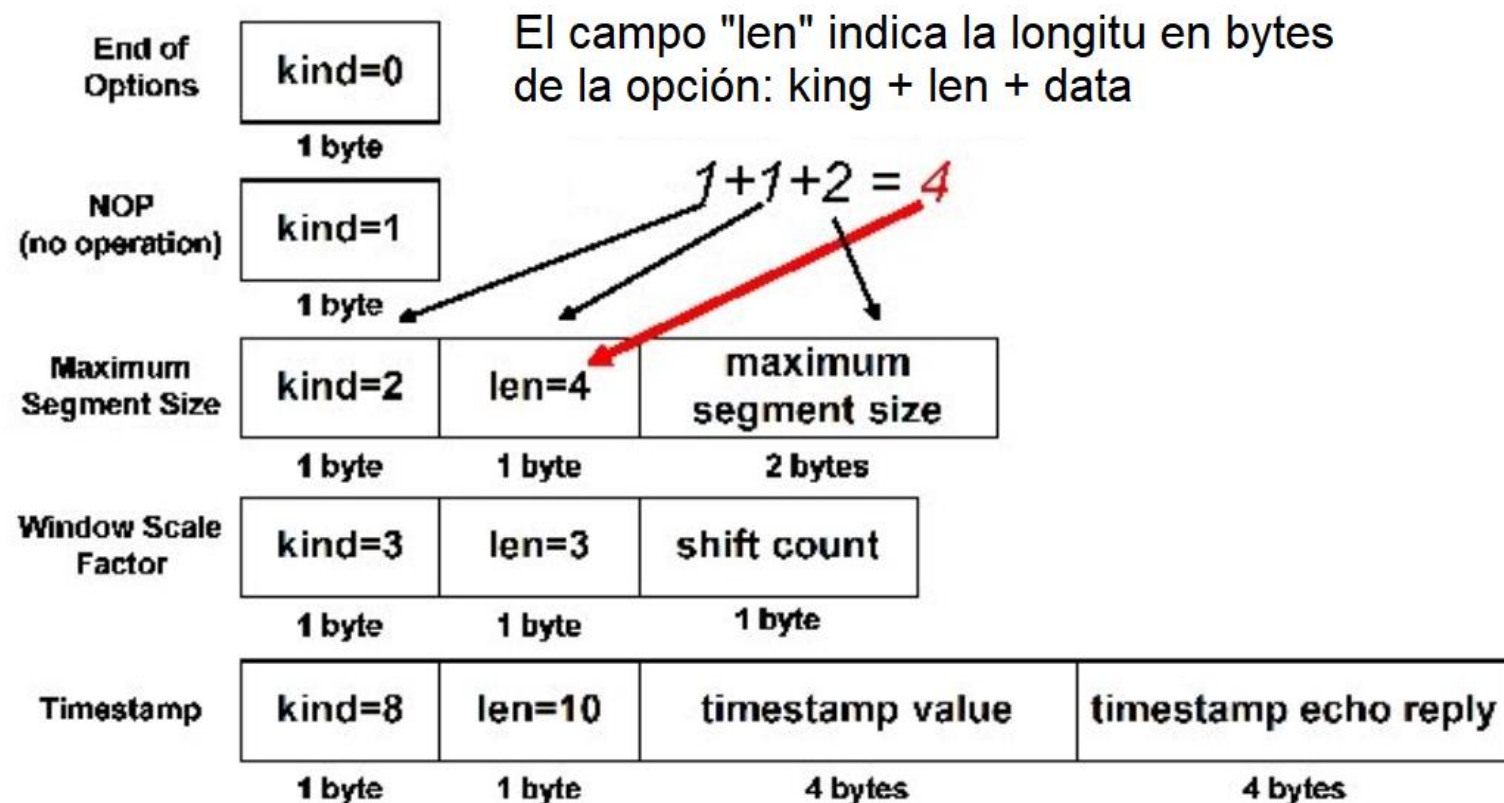 El campo "len" indica la longitu en bytes
de la opción: king + len + data
1+1+2 = 4
End of
Options
kind=0
1 byte
NOP
(no operation)
kind=1
1 byte
Maximum
Segment Size
kind=2
len=4
maximum
segment size
1 byte
1 byte
2 bytes
Window Scale
Factor
kind=3
len=3
shift count
1 byte
1 byte
1 byte
Timestamp
kind=8
len=10
timestamp value
timestamp echo reply
1 byte
1 byte
4 bytes
4 bytes